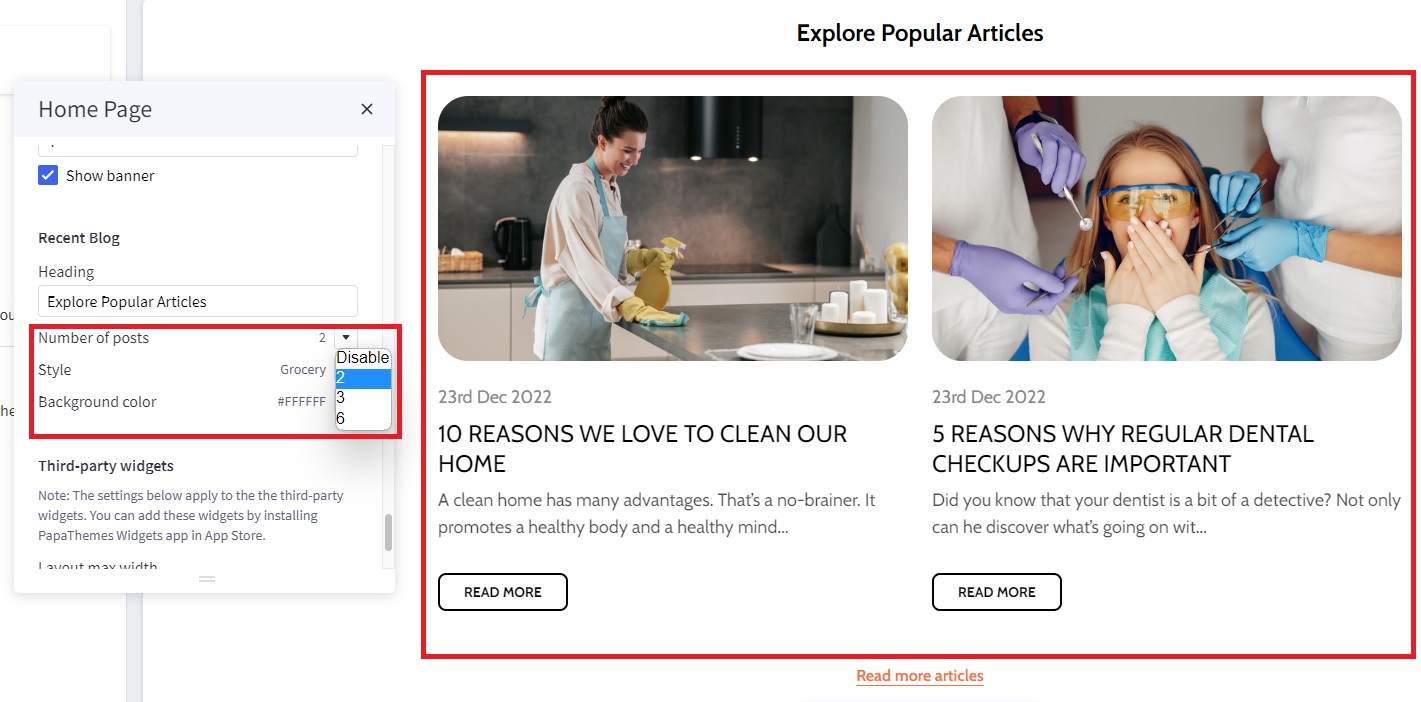 Explore Popular Articles
Home Page
Show banner
Recent Blog
Heading
Explore Popular Articles
Number of posts 2
Style Grocery
Background color #FFFFFF
Disable
2
3
6
Third-party widgets
Note: The settings below apply to the the third-party
widgets. You can add these widgets by installing
PapaThemes Widgets app in App Store.
Layout max width
23rd Dec 2022
10 REASONS WE LOVE TO CLEAN OUR
HOME
A clean home has many advantages. That’s a no-brainer. It
promotes a healthy body and a healthy mind...
READ MORE
23rd Dec 2022
5 REASONS WHY REGULAR DENTAL
CHECKUPS ARE IMPORTANT
Did you know that your dentist is a bit of a detective? Not only
can he discover what’s going on wit...
READ MORE
Read more articles